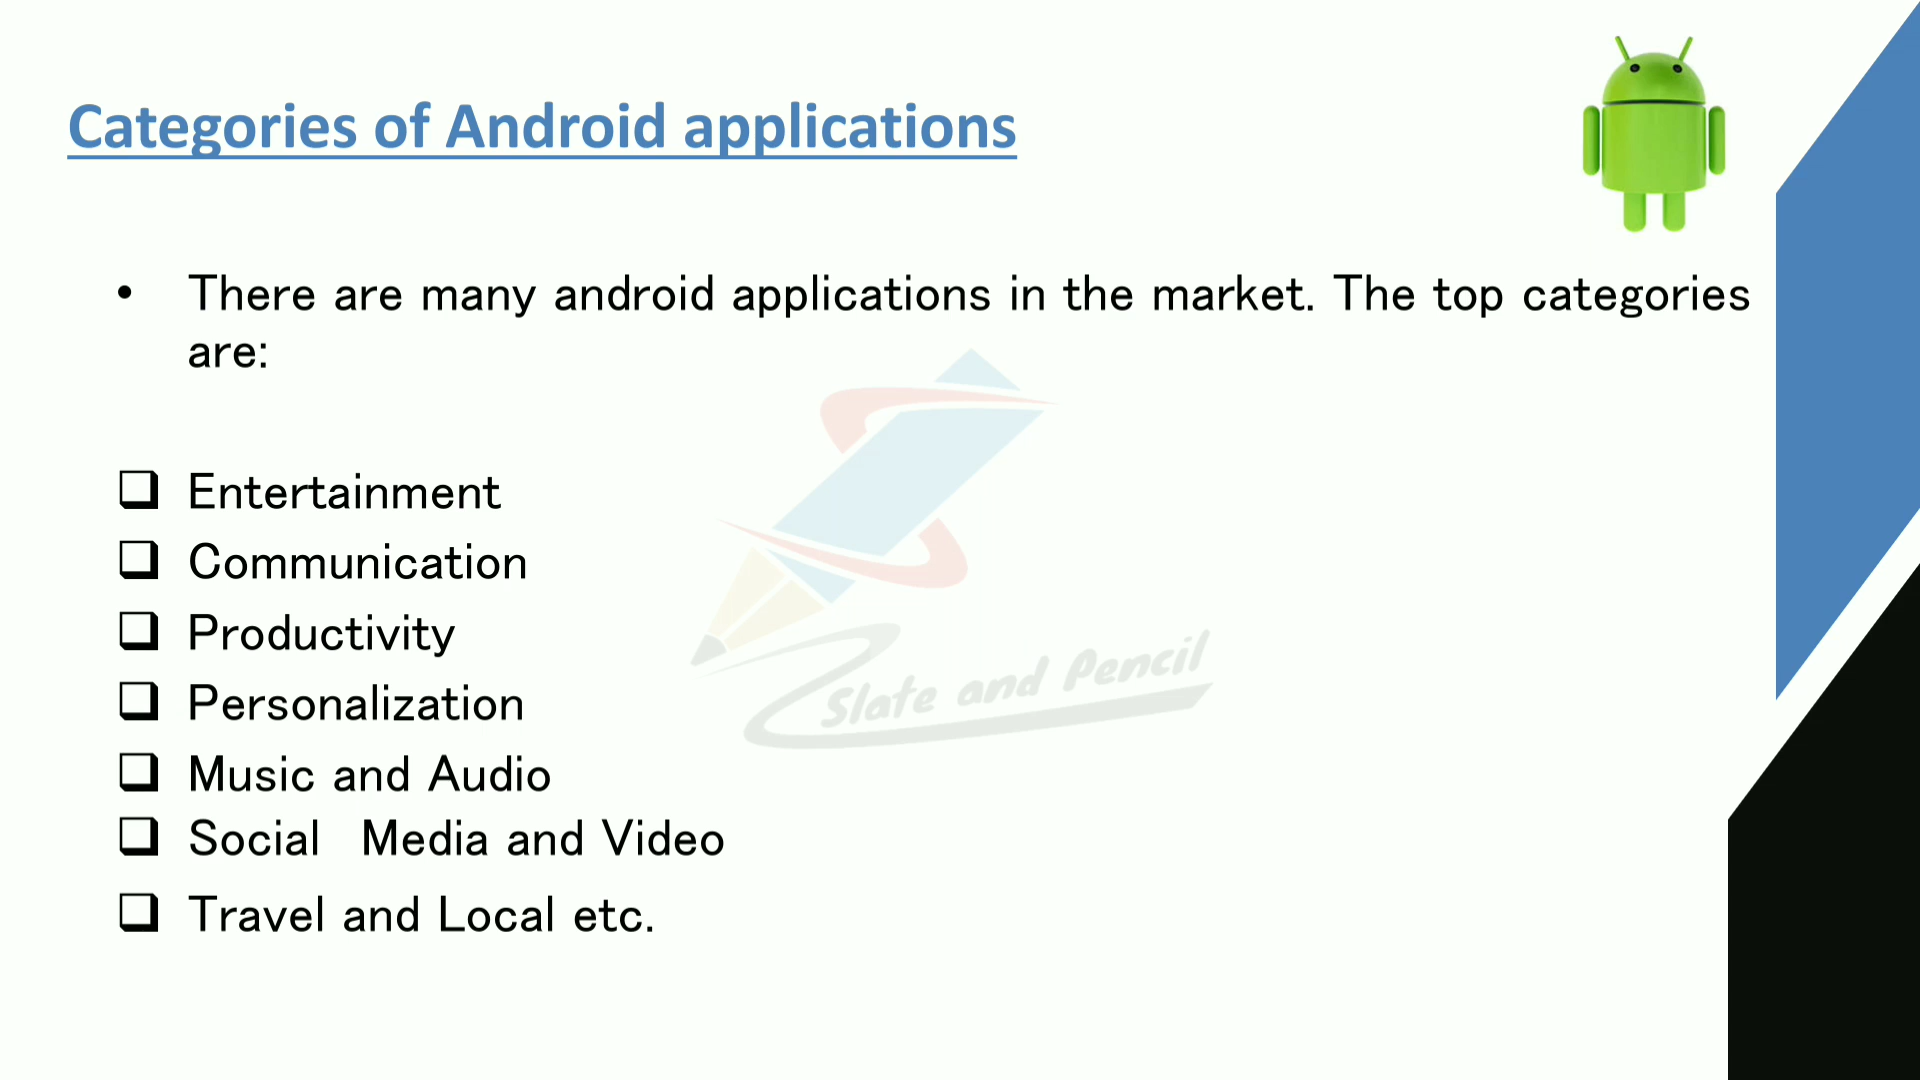 Categories of Android applications
• There are many android applications in the market. The top categories
are:
❑ Entertainment
❑ Communication
❑ Productivity
❑ Personalization
❑ Music and Audio
❑ Social Media and Video
❑ Travel and Local etc.
Slate and Pencil